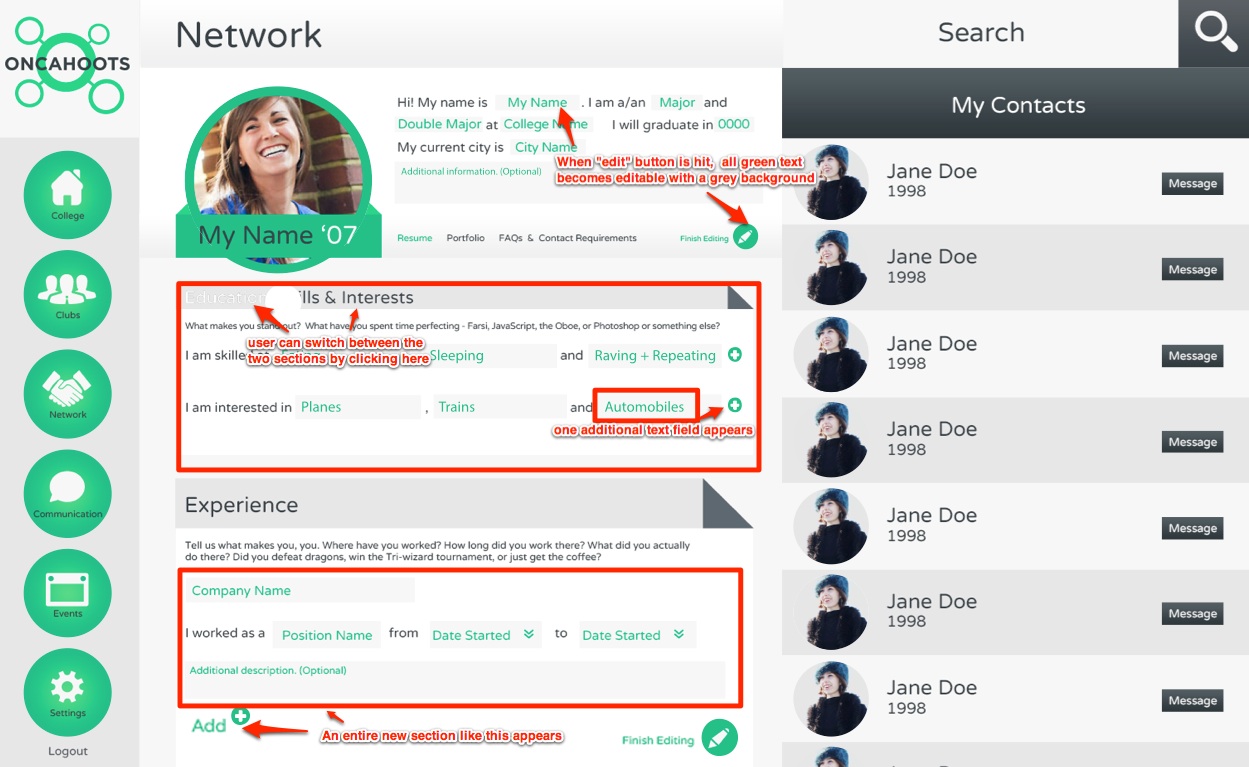 ONCAHOOTS
College
Clubs
Network
Communication
Events
Settings
Logout
Network
Hi! My name is My Name . I am a/an Major and
Double Major at College Name I will graduate in 0000
My current city is City Name
Additional information. (Optional)
When "edit" button is hit, all green text
becomes editable with a grey background
My Name ‘07
Resume Portfolio FAQs & Contact Requirements Finish Editing
Education lls & Interests
What makes you stand out? What have you spent time perfecting - Farsi, JavaScript, the Oboe, or Photoshop or something else?
user can switch between the
two sections by clicking here
I am skille Sleeping and Raving + Repeating
I am interested in Planes , Trains and Automobiles
one additional text field appears
Experience
Tell us what makes you, you. Where have you worked? How long did you work there? What did you actually
do there? Did you defeat dragons, win the Tri-wizard tournament, or just get the coffee?
Company Name
I worked as a Position Name from Date Started to Date Started
Additional description. (Optional)
Add
An entire new section like this appears
Finish Editing
Search
My Contacts
Jane Doe
1998
Message
Jane Doe
1998
Message
Jane Doe
1998
Message
Jane Doe
1998
Message
Jane Doe
1998
Message
Jane Doe
1998
Message
Jane Doe
1998
Message
Jane Doe